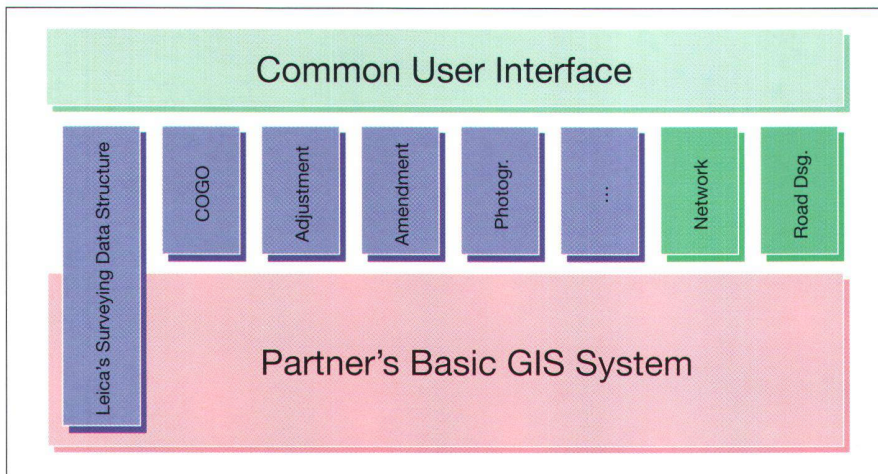 Common User Interface
Leica's Surveying Data Structure
COGO
Adjustment
Amendment
Photogr.
...
Network
Road Dsg.
Partner's Basic GIS System